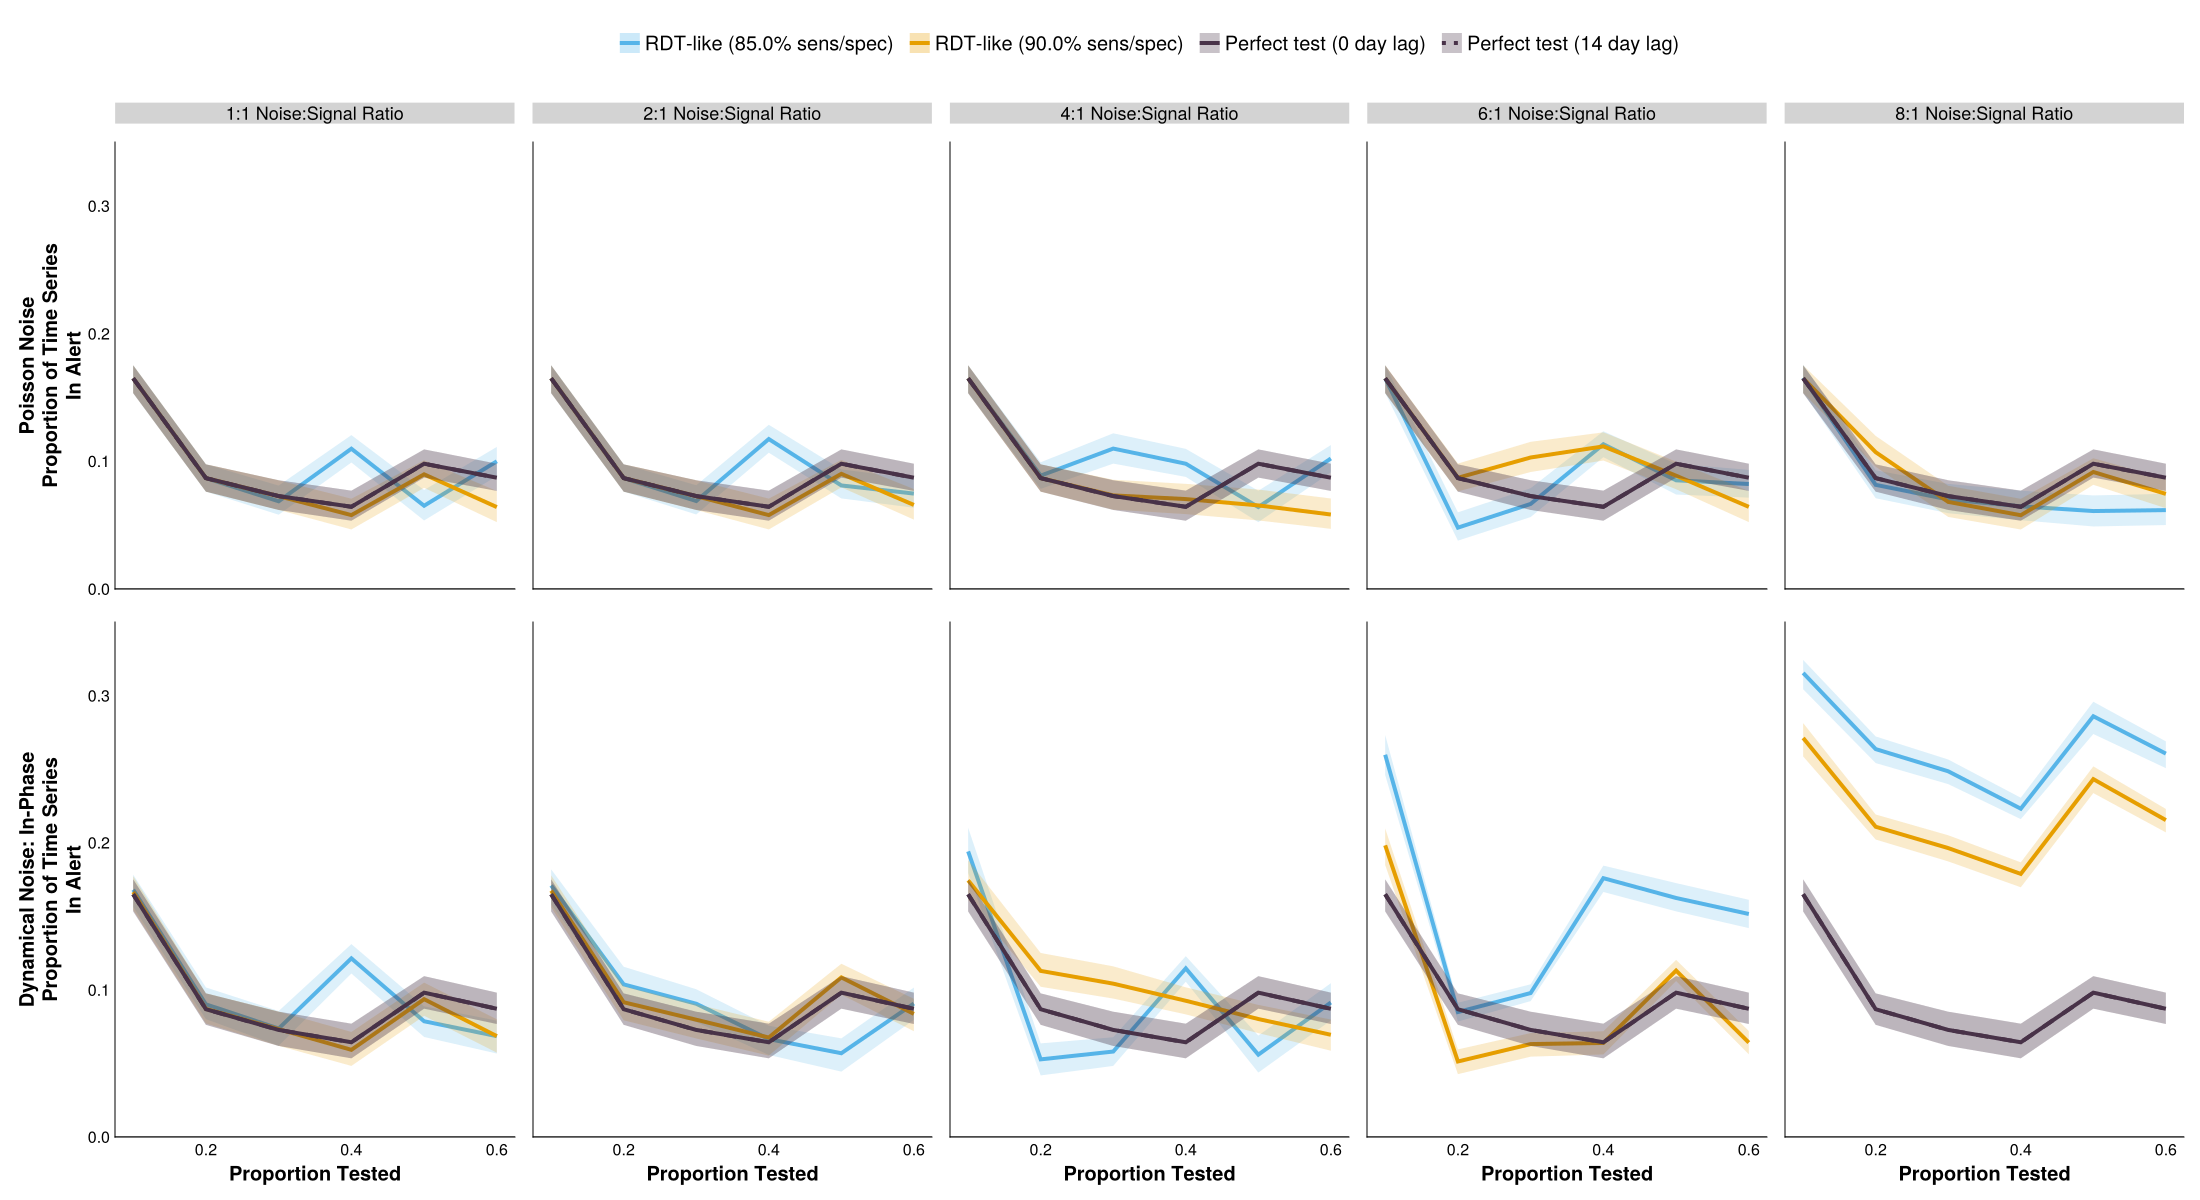 RDT-like (85.0% sens/spec) RDT-like (90.0% sens/spec) Perfect test (0 day lag) Perfect test (14 day lag)
1:1 Noise:Signal Ratio 2:1 Noise:Signal Ratio 4:1 Noise:Signal Ratio 6:1 Noise:Signal Ratio 8:1 Noise:Signal Ratio
Poisson Noise
Proportion of Time Series
In Alert
0.3
0.2
0.1
0.0
Dynamical Noise: In-Phase
Proportion of Time Series
In Alert
0.3
0.2
0.1
0.0
0.2 0.4 0.6 0.2 0.4 0.6 0.2 0.4 0.6 0.2 0.4 0.6 0.2 0.4 0.6
Proportion Tested Proportion Tested Proportion Tested Proportion Tested Proportion Tested